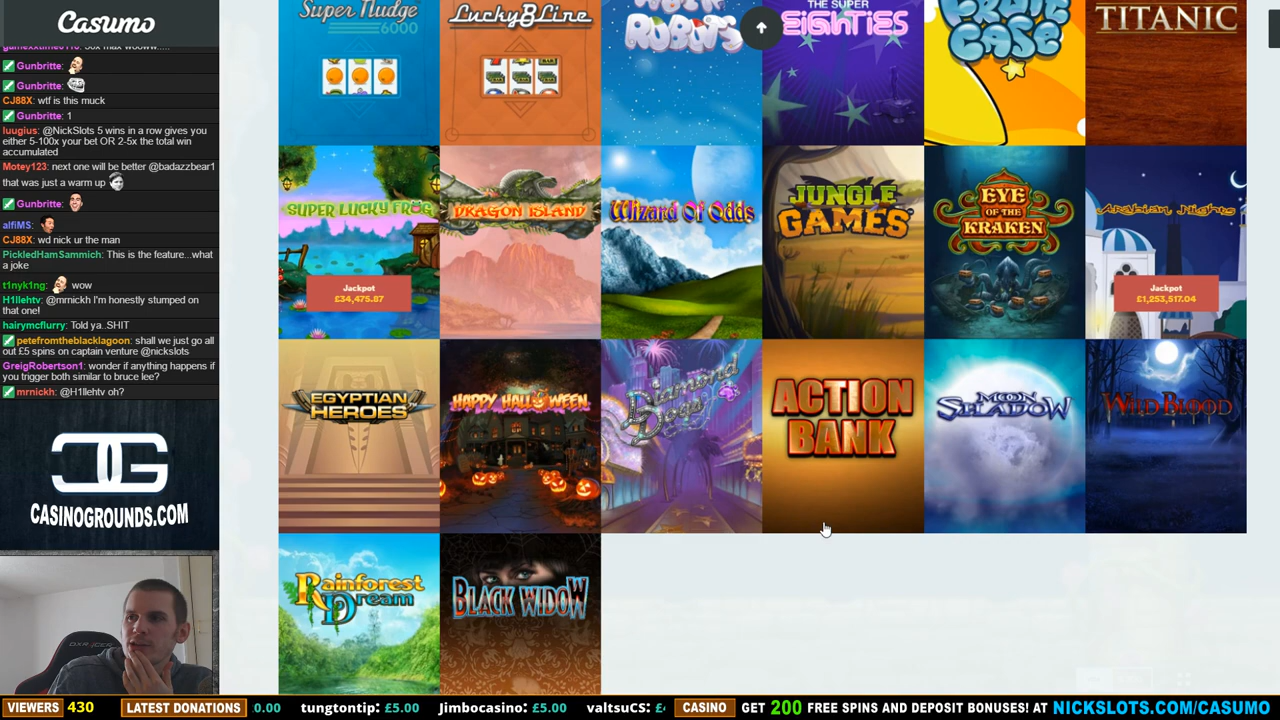 Casumo
Gunbritte:
Gunbritte:
CJ88X: wtf is this muck
Gunbritte: 1
luugius: @NickSlots 5 wins in a row gives you
either 5-100x your bet OR 2-5x the total win
accumulated
Motey123: next one will be better @badazzbear1
that was just a warm up
Gunbritte:
alfiMS:
CJ88X: wd nick ur the man
PickledHamSammich: This is the feature...what
a joke
t1nyk1ng: wow
H1llehtv: @mrnickh I'm honestly stumped on
that one!
hairymcflurry: Told ya..SHIT
petefromtheblacklagoon: shall we just go all
out £5 spins on captain venture @nickslots
GreigRobertson1: wonder if anything happens if
you trigger both similar to bruce lee?
mrnickh: @H1llehtv oh?
CG
CASINOGROUNDS.COM
DXRACER
Super Nudge
6000
Lucky8Line
ROBOTS
THE SUPER
EIGHTIES
FRUIT
CASE
TITANIC
SUPER LUCKY FROG
Jackpot
£34,475.87
DRAGON ISLAND
Wizard Of Odds
JUNGLE
GAMES
EYE
OF THE
KRAKEN
Arabian Nights
Jackpot
£1,253,517.04
EGYPTIAN
HEROES™
HAPPY HALLOWEEN
Diamond
Dogs
ACTION
BANK
MOON
SHADOW
WILD BLOOD
Rainforest
Dream
BLACK WIDOW
VIEWERS 430 LATEST DONATIONS 0.00 tungtontip: £5.00 Jimbocasino: £5.00 valtsuCS: £ CASINO GET 200 FREE SPINS AND DEPOSIT BONUSES! AT NICKSLOTS.COM/CASUMO